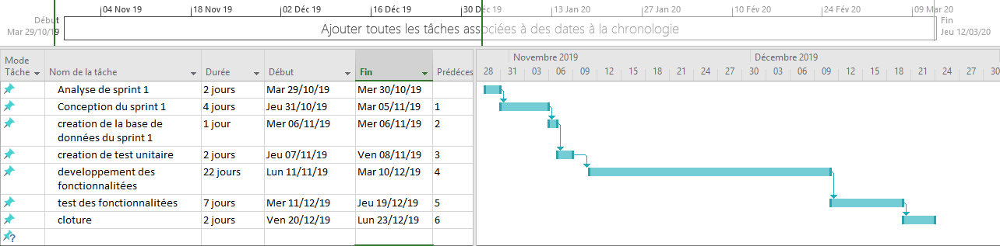 04 Nov 19 18 Nov 19 02 Déc 19 16 Déc 19 30 Déc 19 13 Jan 20 27 Jan 20 10 Fév 20 24 Fév 20 09 Mar 20
Début
Mar 29/10/19
Ajouter toutes les tâches associées à des dates à la chronologie
Fin
Jeu 12/03/20
Mode
Tâche Nom de la tâche Durée Début Fin Prédéces
Novembre 2019 Décembre 2019
28 31 03 06 09 12 15 18 21 24 27 30 03 06 09 12 15 18 21 24 27 30
Analyse de sprint 1 2 jours Mar 29/10/19 Mer 30/10/19
Conception du sprint 1 4 jours Jeu 31/10/19 Mar 05/11/19 1
creation de la base de 1 jour Mer 06/11/19 Mer 06/11/19 2
données du sprint 1
creation de test unitaire 2 jours Jeu 07/11/19 Ven 08/11/19 3
developpement des 22 jours Lun 11/11/19 Mar 10/12/19 4
fonctionnalitées
test des fonctionnalitées 7 jours Mer 11/12/19 Jeu 19/12/19 5
cloture 2 jours Ven 20/12/19 Lun 23/12/19 6
?